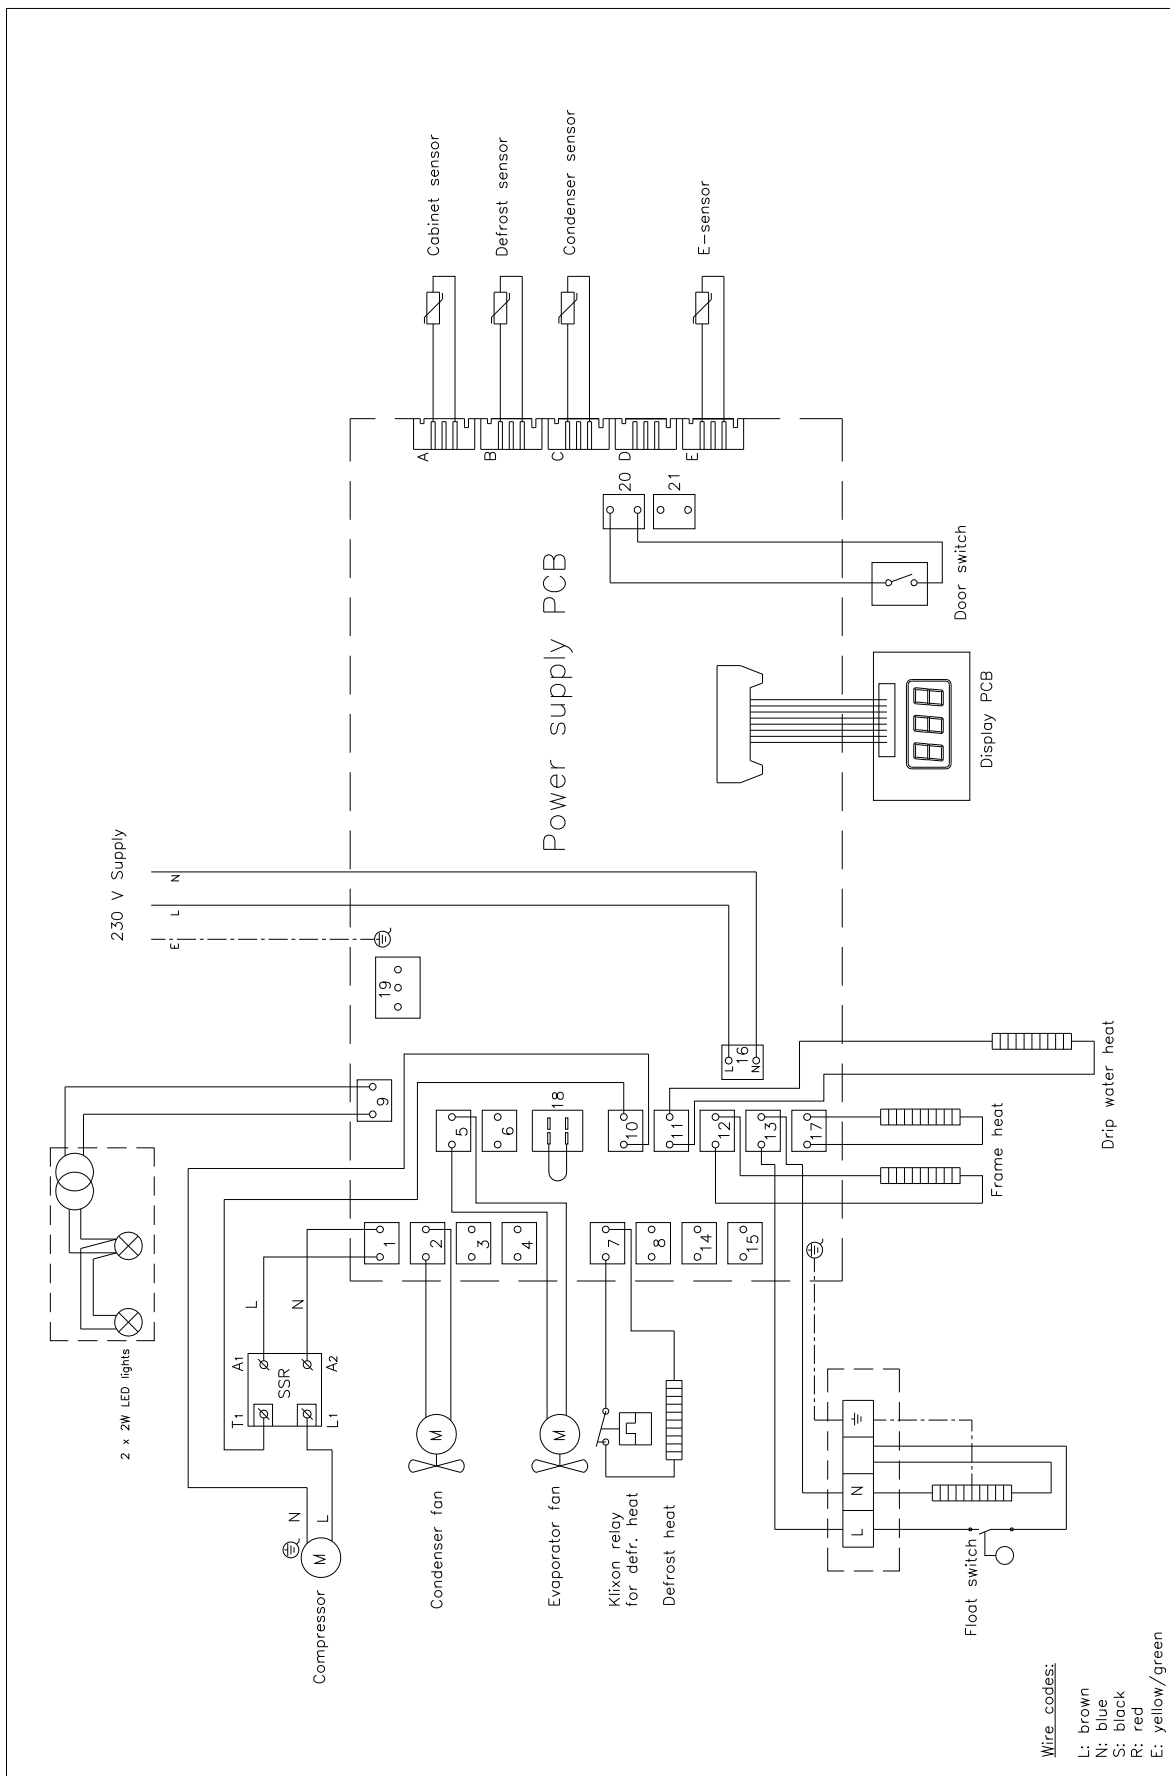 2 x 2W LED lights
230 V Supply
E
L
N
Cabinet sensor
Defrost sensor
Condenser sensor
E-sensor
A
B
C
D
E
Power supply PCB
19
9
5
6
18
10
11
12
13
17
L
16
N
20
21
1
2
3
4
7
8
14
15
Compressor
M
N
L
SSR
T1
L1
A1
A2
L
N
Condenser fan
M
Evaporator fan
M
Klixon relay
for defr. heat
Defrost heat
L
N
Float switch
Frame heat
Drip water heat
Display PCB
Door switch
Wire codes:
L: brown
N: blue
S: black
R: red
E: yellow/green